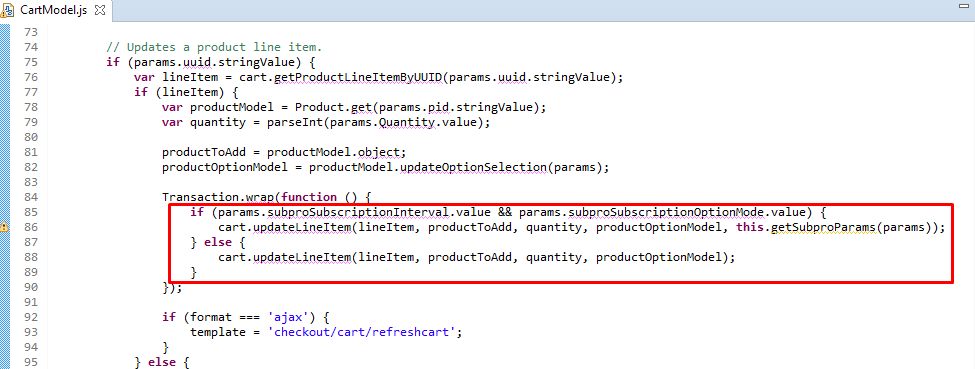 CartModel.js
73
74 // Updates a product line item.
75 if (params.uuid.stringValue) {
76 var lineItem = cart.getProductLineItemByUUID(params.uuid.stringValue);
77 if (lineItem) {
78 var productModel = Product.get(params.pid.stringValue);
79 var quantity = parseInt(params.Quantity.value);
80
81 productToAdd = productModel.object;
82 productOptionModel = productModel.updateOptionSelection(params);
83
84 Transaction.wrap(function () {
85 if (params.subproSubscriptionInterval.value && params.subproSubscriptionOptionMode.value) {
86 cart.updateLineItem(lineItem, productToAdd, quantity, productOptionModel, this.getSubproParams(params));
87 } else {
88 cart.updateLineItem(lineItem, productToAdd, quantity, productOptionModel);
89 }
90 });
91
92 if (format === 'ajax') {
93 template = 'checkout/cart/refreshcart';
94 }
95 } else {